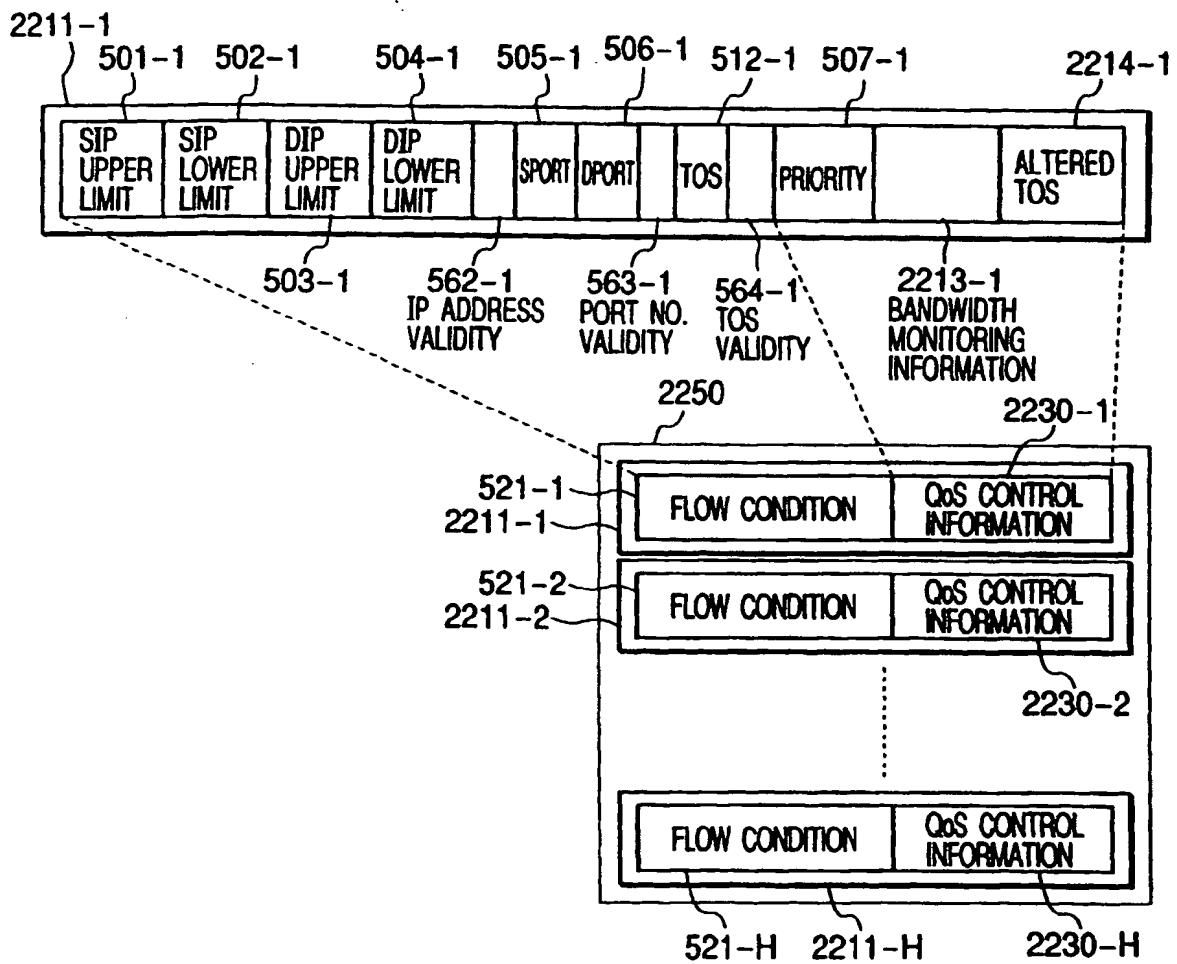 2211-1
501-1 502-1 504-1 505-1 506-1 512-1 507-1 2214-1
SIP UPPER LIMIT
SIP LOWER LIMIT
DIP UPPER LIMIT
DIP LOWER LIMIT
SPORT
DPORT
TOS
PRIORITY
ALTERED TOS
503-1
562-1
IP ADDRESS
VALIDITY
563-1
PORT NO.
VALIDITY
564-1
TOS
VALIDITY
2213-1
BANDWIDTH
MONITORING
INFORMATION
2250
2230-1
521-1
2211-1
FLOW CONDITION
QoS CONTROL
INFORMATION
521-2
2211-2
FLOW CONDITION
QoS CONTROL
INFORMATION
2230-2
FLOW CONDITION
QoS CONTROL
INFORMATION
521-H 2211-H 2230-H